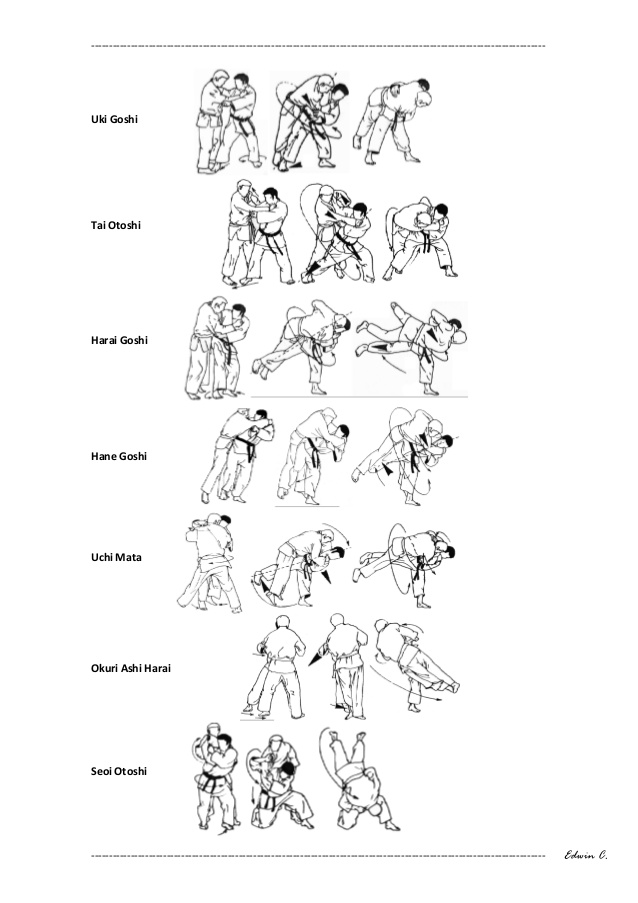 Uki Goshi
Tai Otoshi
Harai Goshi
Hane Goshi
Uchi Mata
Okuri Ashi Harai
Seoi Otoshi
Edwin C.